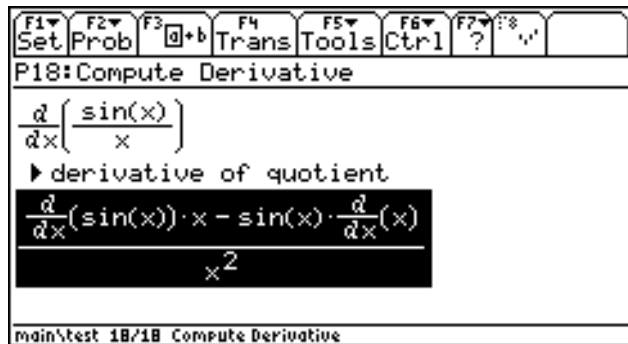 F1▼ F2▼ F3 F4 F5▼ F6▼ F7▼ F8
Set Prob a+b Trans Tools Ctrl ?
P18:Compute Derivative
d/dx(sin(x)/x)
▶derivative of quotient
(d/dx(sin(x))·x - sin(x)·d/dx(x))/x²
main\test 18/18 Compute Derivative